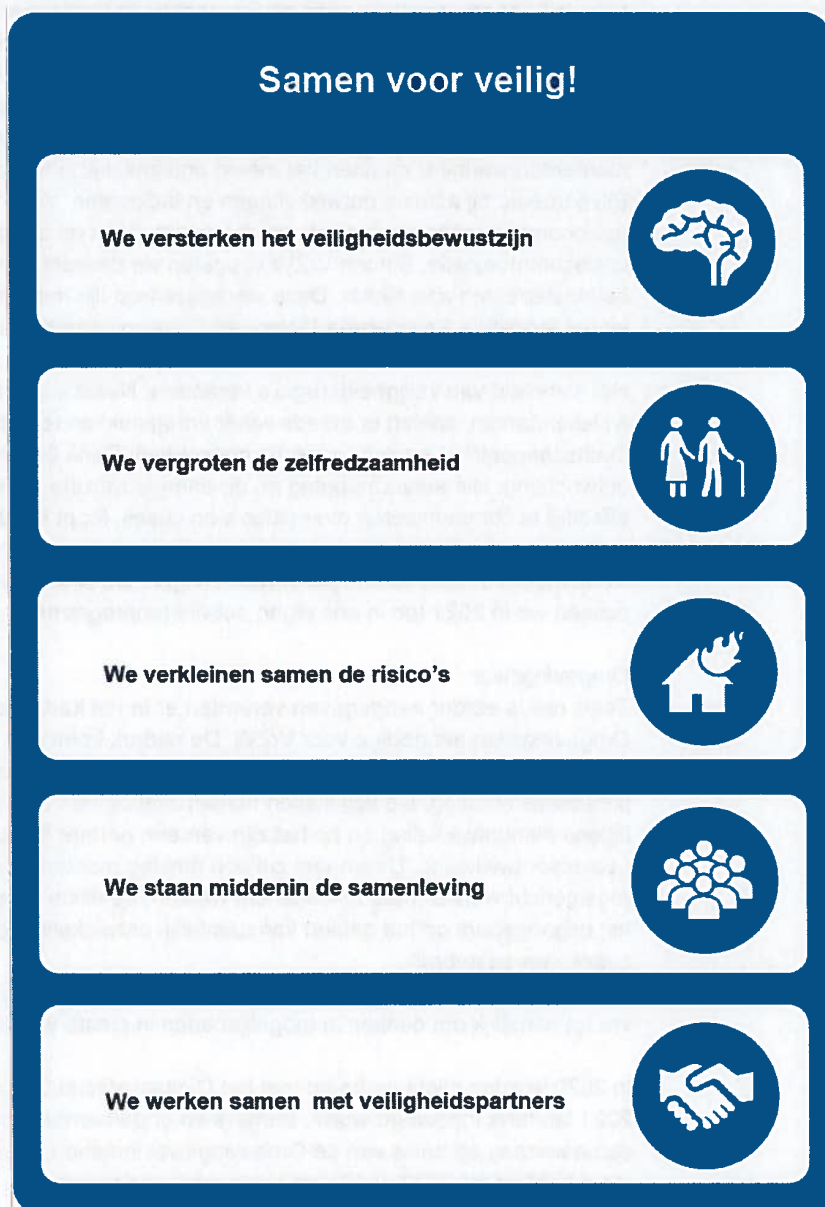 Samen voor veilig!
We versterken het veiligheidsbewustzijn
We vergroten de zelfredzaamheid
We verkleinen samen de risico's
We staan middenin de samenleving
We werken samen met veiligheidspartners